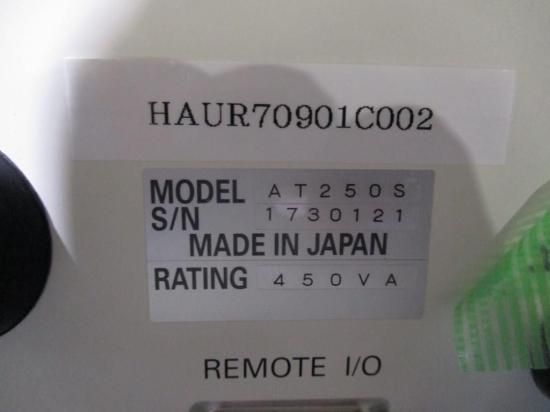 HAUR70901C002
MODEL AT250S
S/N 1730121
MADE IN JAPAN
RATING 450VA
REMOTE I/O